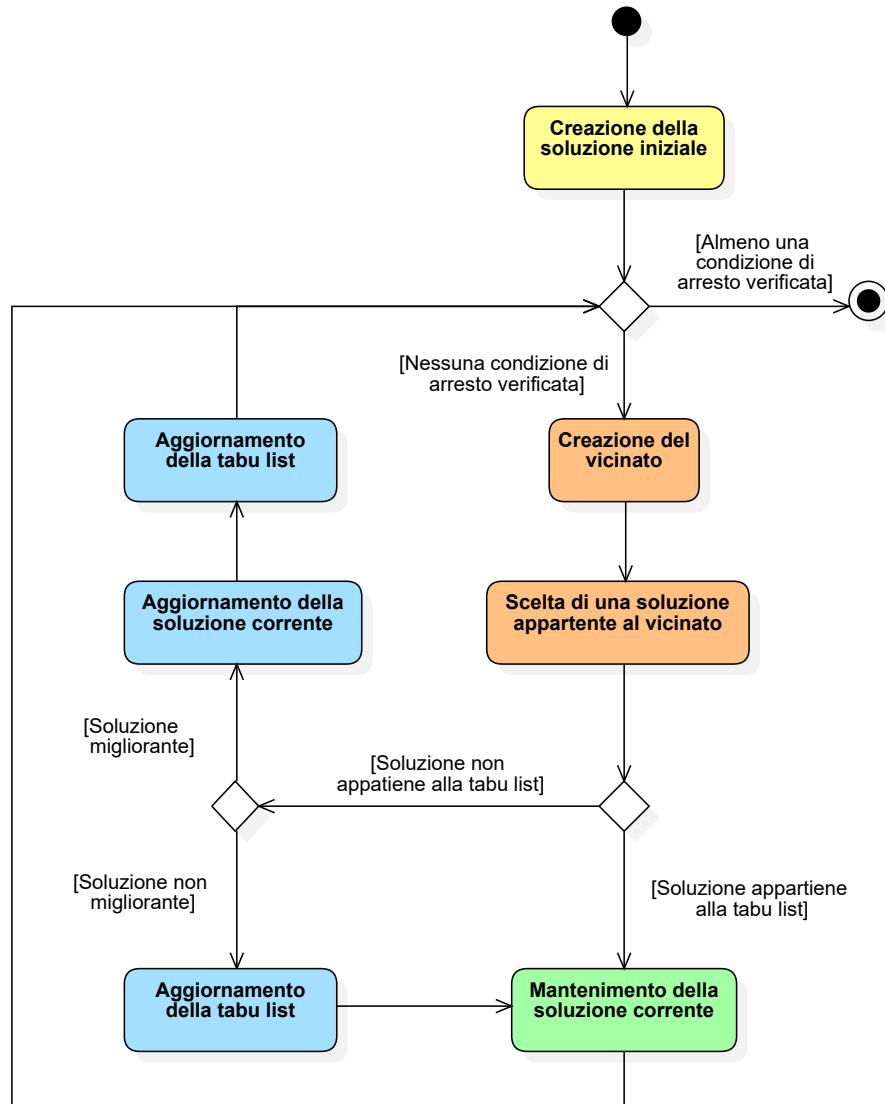 Creazione della
soluzione iniziale
[Almeno una
condizione di
arresto verificata]
[Nessuna condizione di
arresto verificata]
Aggiornamento
della tabu list
Creazione del
vicinato
Aggiornamento della
soluzione corrente
Scelta di una soluzione
appartente al vicinato
[Soluzione
migliorante]
[Soluzione non
appatiene alla tabu list]
[Soluzione non
migliorante]
[Soluzione appartiene
alla tabu list]
Aggiornamento
della tabu list
Mantenimento della
soluzione corrente